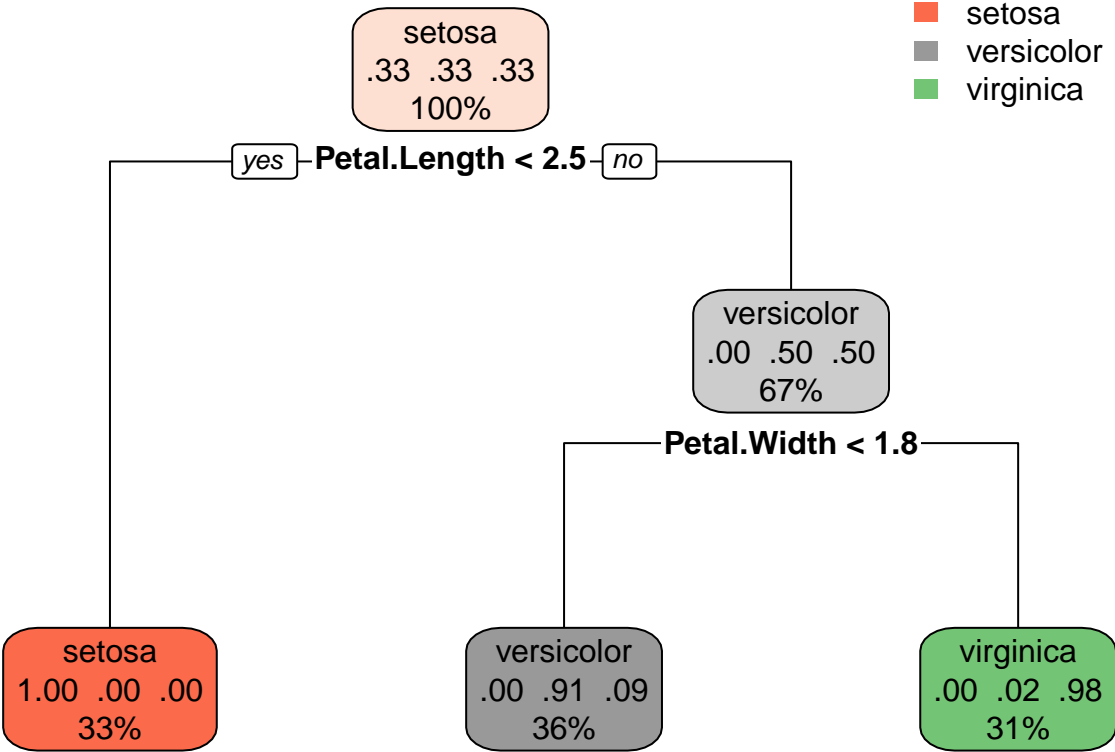 setosa
.33 .33 .33
100%
setosa
versicolor
virginica
yes Petal.Length < 2.5 no
versicolor
.00 .50 .50
67%
Petal.Width < 1.8
setosa
1.00 .00 .00
33%
versicolor
.00 .91 .09
36%
virginica
.00 .02 .98
31%